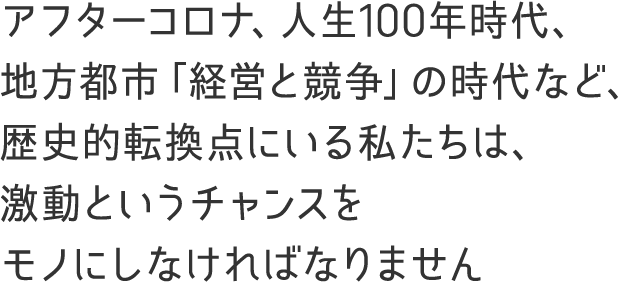 アフターコロナ、人生100年時代、
地方都市「経営と競争」の時代など、
歴史的転換点にいる私たちは、
激動というチャンスを
モノにしなければなりません